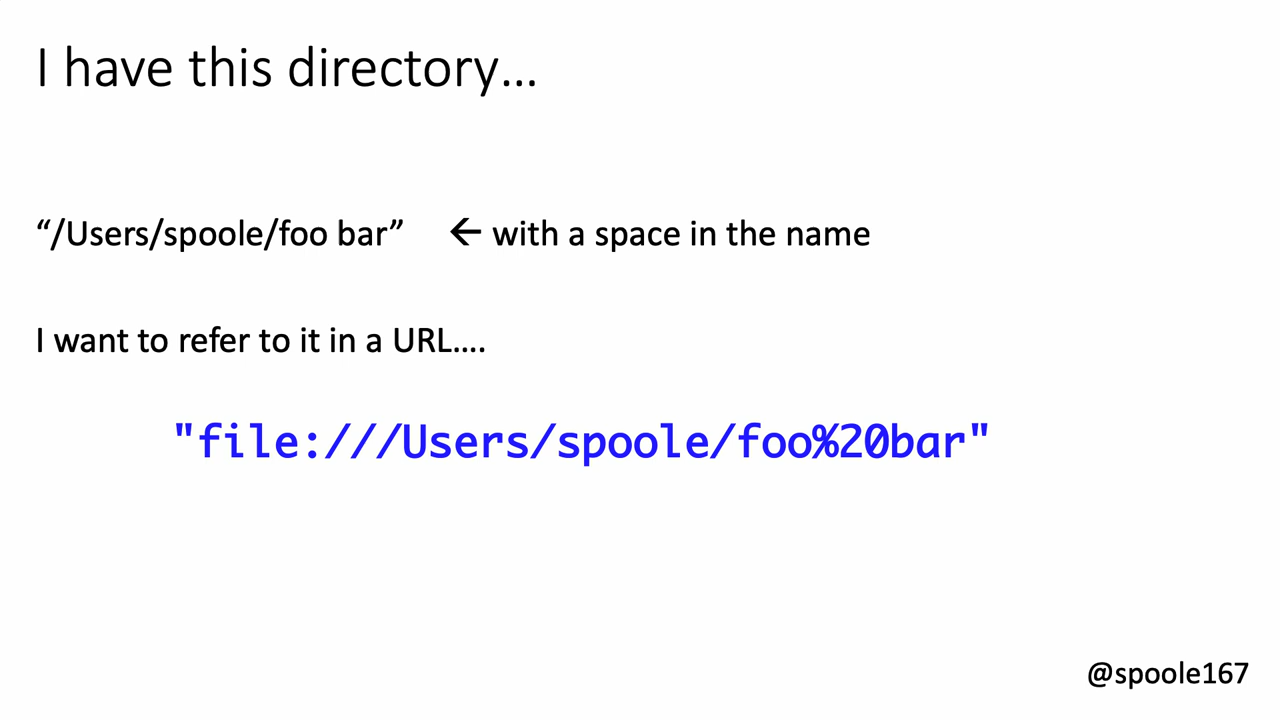 I have this directory…
“/Users/spoole/foo bar” ← with a space in the name
I want to refer to it in a URL….
"file:///Users/spoole/foo%20bar"
@spoole167